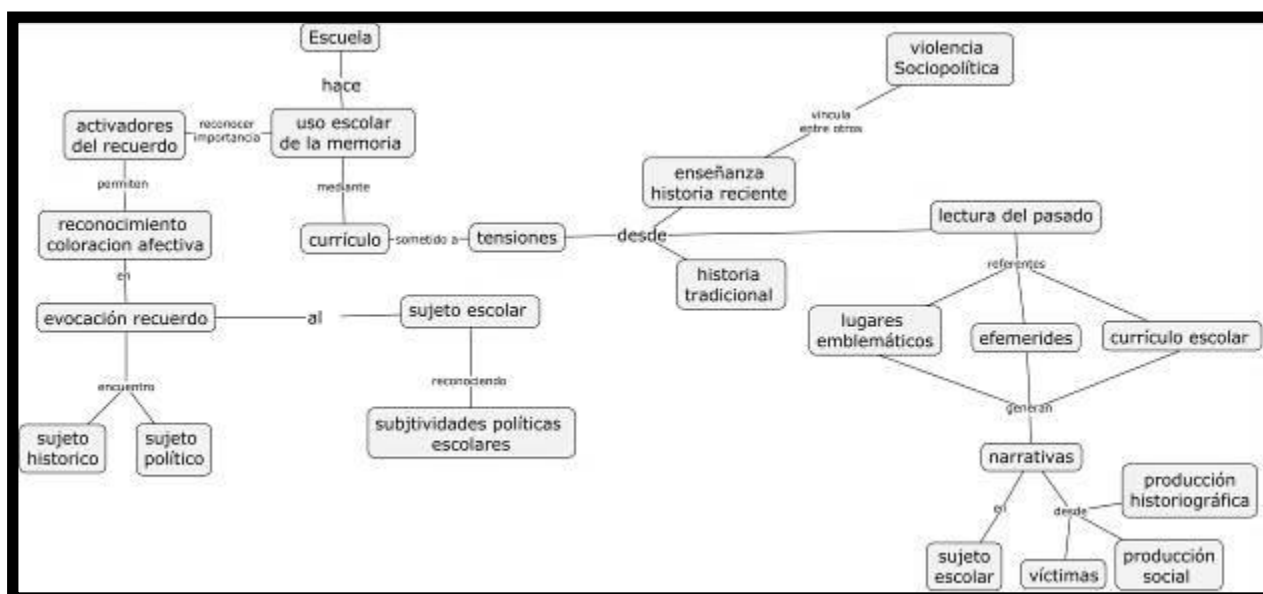 Escuela
hace
uso escolar
de la memoria
reconocer
importancia
activadores
del recuerdo
permiten
reconocimiento
coloracion afectiva
en
evocación recuerdo
encuentro
sujeto
historico
sujeto
político
al
sujeto escolar
reconociendo
subjtividades políticas
escolares
mediante
currículo
sometido a
tensiones
desde
enseñanza
historia reciente
vincula
entre otros
violencia
Sociopolítica
historia
tradicional
lectura del pasado
referentes
lugares
emblemáticos
efemerides
currículo escolar
generan
narrativas
en
sujeto
escolar
desde
víctimas
producción
social
producción
historiográfica